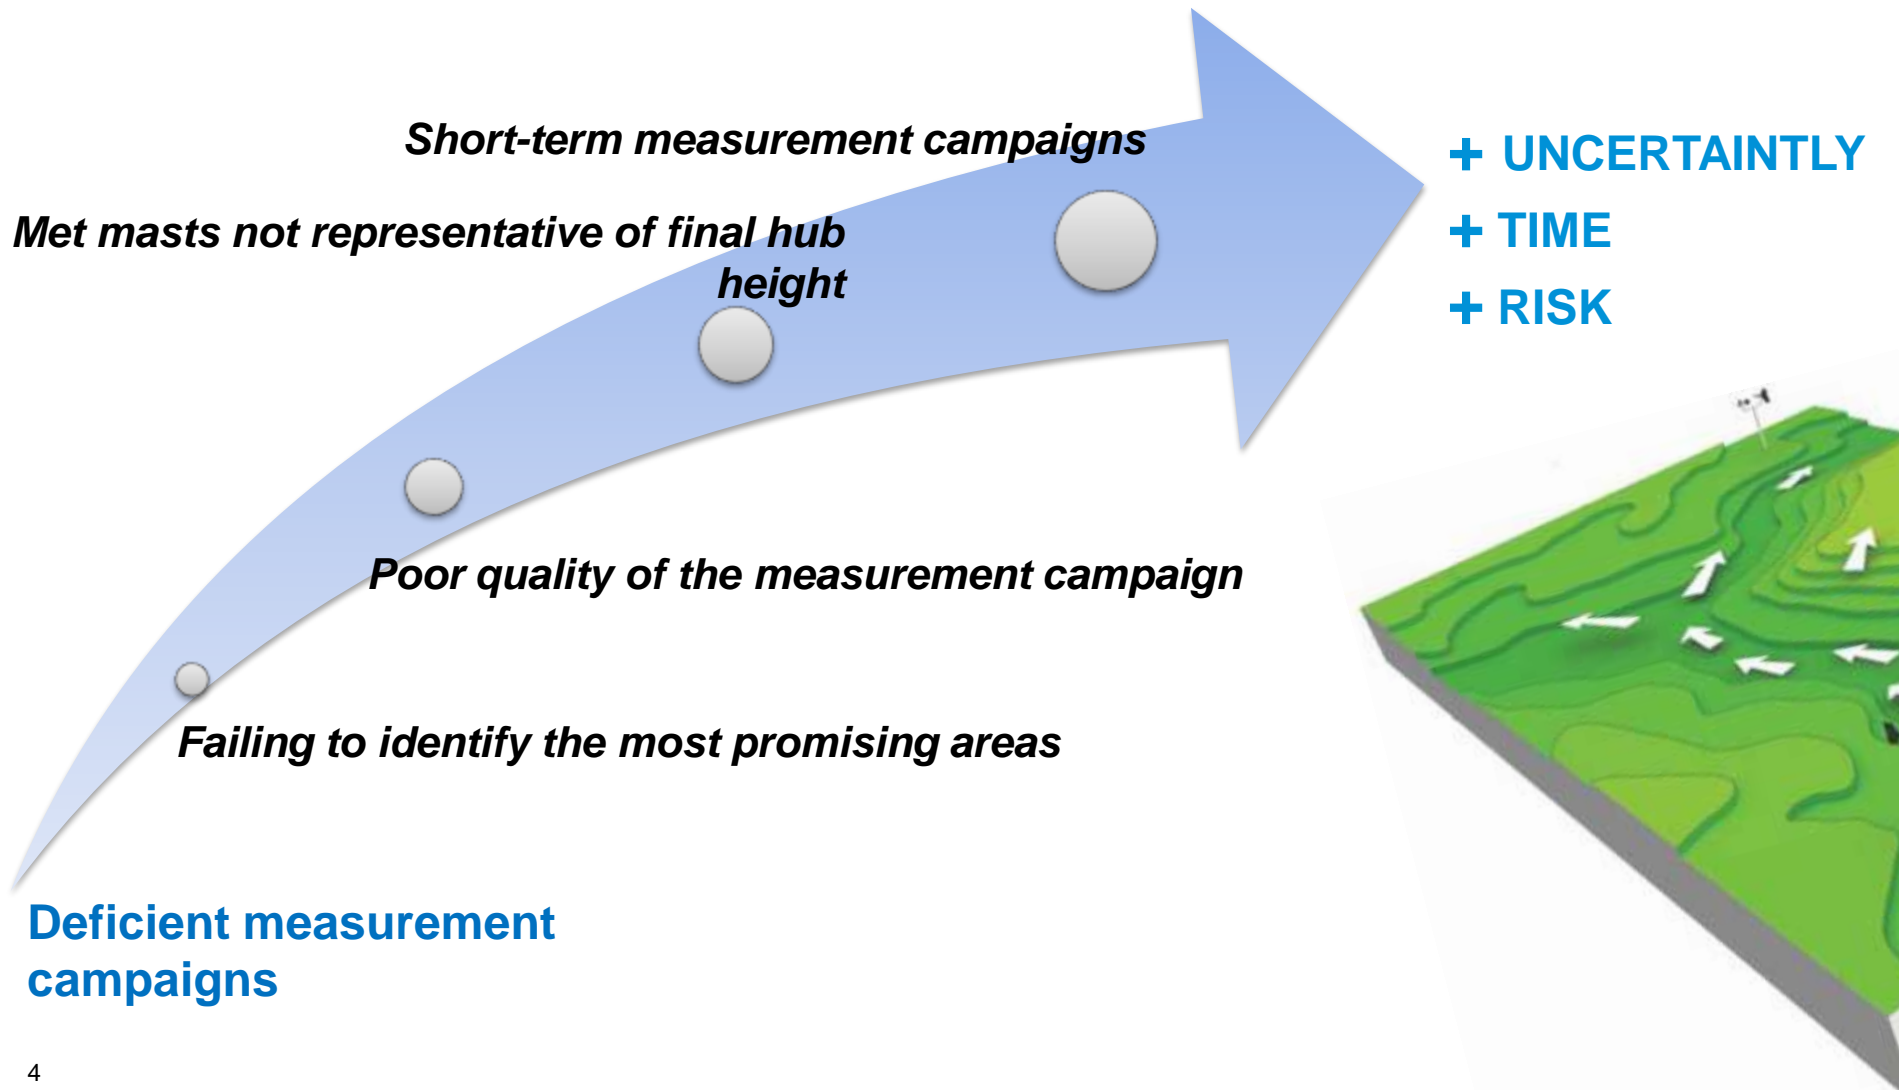 Short-term measurement campaigns
+ UNCERTAINTLY
Met masts not representative of final hub
height
+ TIME
+ RISK
Poor quality of the measurement campaign
Failing to identify the most promising areas
Deficient measurement
campaigns
4